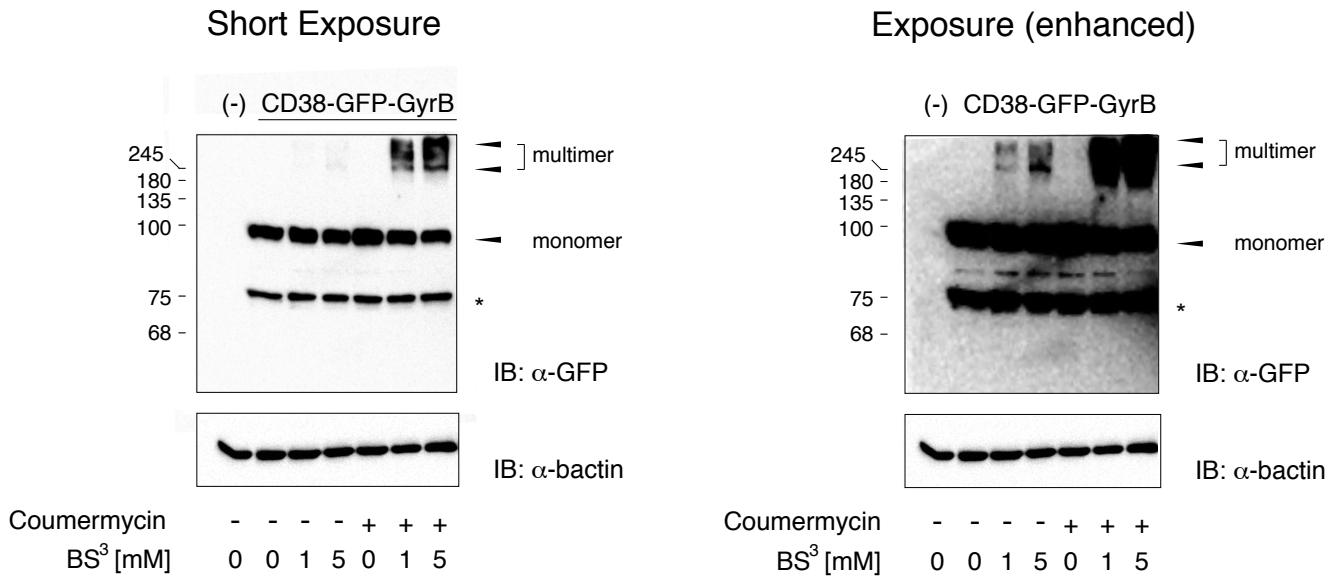 Short Exposure
(-) CD38-GFP-GyrB
245
180
135
100 -
75 -
68 -
multimer
monomer
*
IB: α-GFP
IB: α-bactin
Coumermycin - - - - + + +
BS³ [mM] 0 0 1 5 0 1 5
Exposure (enhanced)
(-) CD38-GFP-GyrB
245
180
135
100 -
75 -
68 -
multimer
monomer
*
IB: α-GFP
IB: α-bactin
Coumermycin - - - - + + +
BS³ [mM] 0 0 1 5 0 1 5